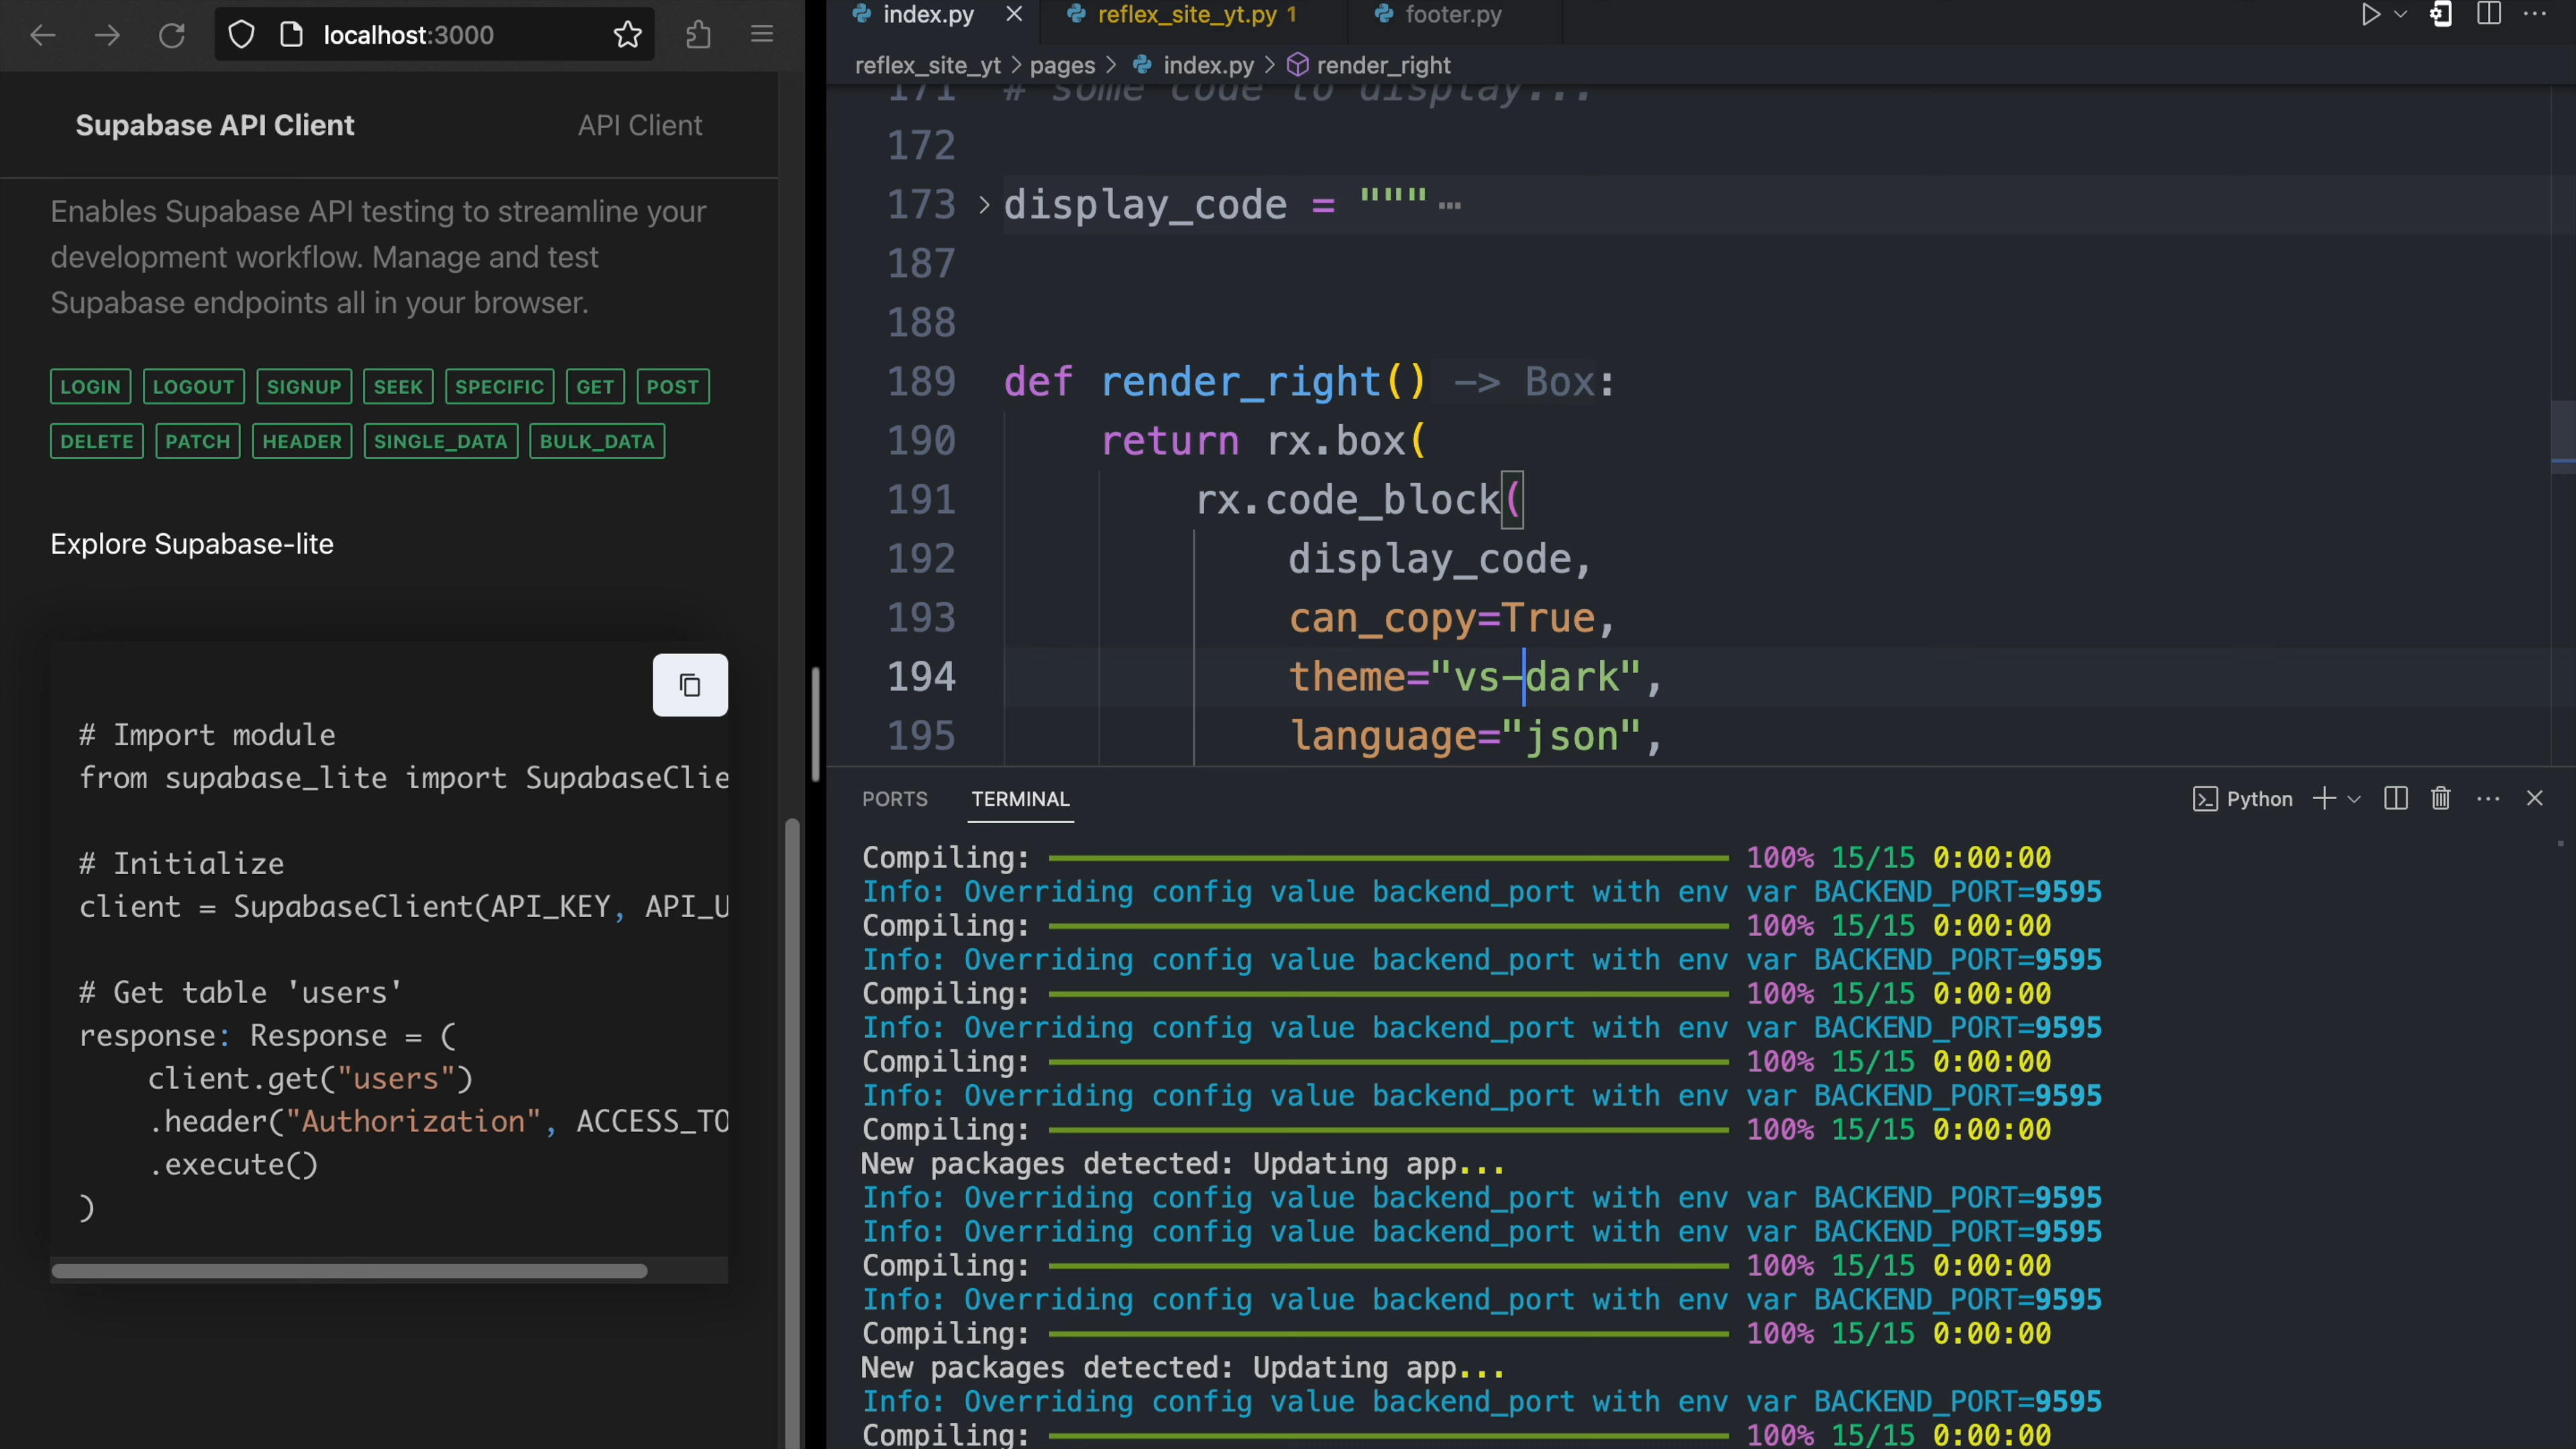 localhost:3000
Supabase API Client
API Client
Enables Supabase API testing to streamline your
development workflow. Manage and test
Supabase endpoints all in your browser.
LOGIN LOGOUT SIGNUP SEEK SPECIFIC GET POST
DELETE PATCH HEADER SINGLE_DATA BULK_DATA
Explore Supabase-lite
# Import module
from supabase_lite import SupabaseClie
# Initialize
client = SupabaseClient(API_KEY, API_U
# Get table 'users'
response: Response = (
client.get("users")
.header("Authorization", ACCESS_TO
.execute()
)
index.py reflex_site_yt.py 1 footer.py
reflex_site_yt > pages > index.py > render_right
171 # some code to display...
172
173 > display_code = """ …
187
188
189 def render_right() -> Box:
190 return rx.box(
191 rx.code_block(
192 display_code,
193 can_copy=True,
194 theme="vs-dark",
195 language="json",
PORTS TERMINAL Python
Compiling: 100% 15/15 0:00:00
Info: Overriding config value backend_port with env var BACKEND_PORT=9595
Compiling: 100% 15/15 0:00:00
Info: Overriding config value backend_port with env var BACKEND_PORT=9595
Compiling: 100% 15/15 0:00:00
Info: Overriding config value backend_port with env var BACKEND_PORT=9595
Compiling: 100% 15/15 0:00:00
Info: Overriding config value backend_port with env var BACKEND_PORT=9595
Compiling: 100% 15/15 0:00:00
New packages detected: Updating app...
Info: Overriding config value backend_port with env var BACKEND_PORT=9595
Info: Overriding config value backend_port with env var BACKEND_PORT=9595
Compiling: 100% 15/15 0:00:00
Info: Overriding config value backend_port with env var BACKEND_PORT=9595
Compiling: 100% 15/15 0:00:00
New packages detected: Updating app...
Info: Overriding config value backend_port with env var BACKEND_PORT=9595
Compiling: 100% 15/15 0:00:00